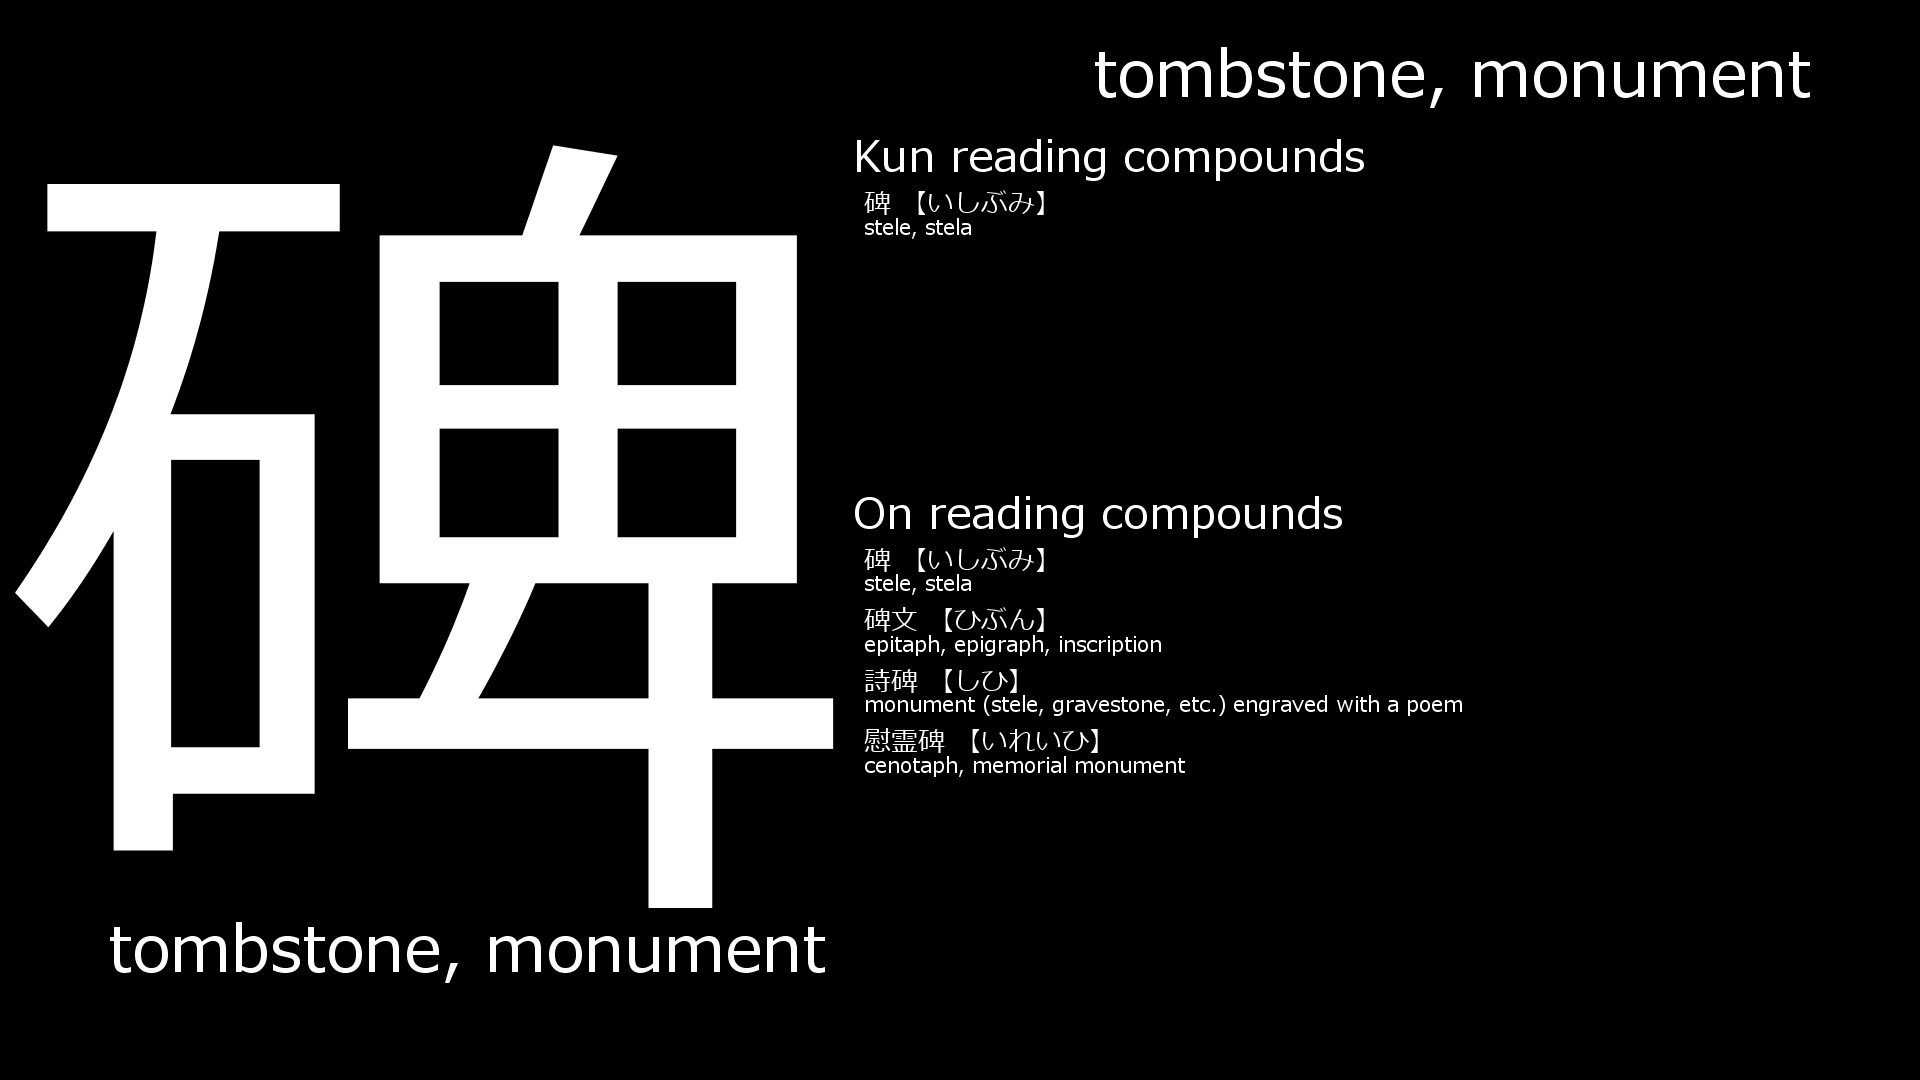 碑
tombstone, monument
tombstone, monument
Kun reading compounds
碑 【いしぶみ】
stele, stela
On reading compounds
碑 【いしぶみ】
stele, stela
碑文 【ひぶん】
epitaph, epigraph, inscription
詩碑 【しひ】
monument (stele, gravestone, etc.) engraved with a poem
慰霊碑 【いれいひ】
cenotaph, memorial monument